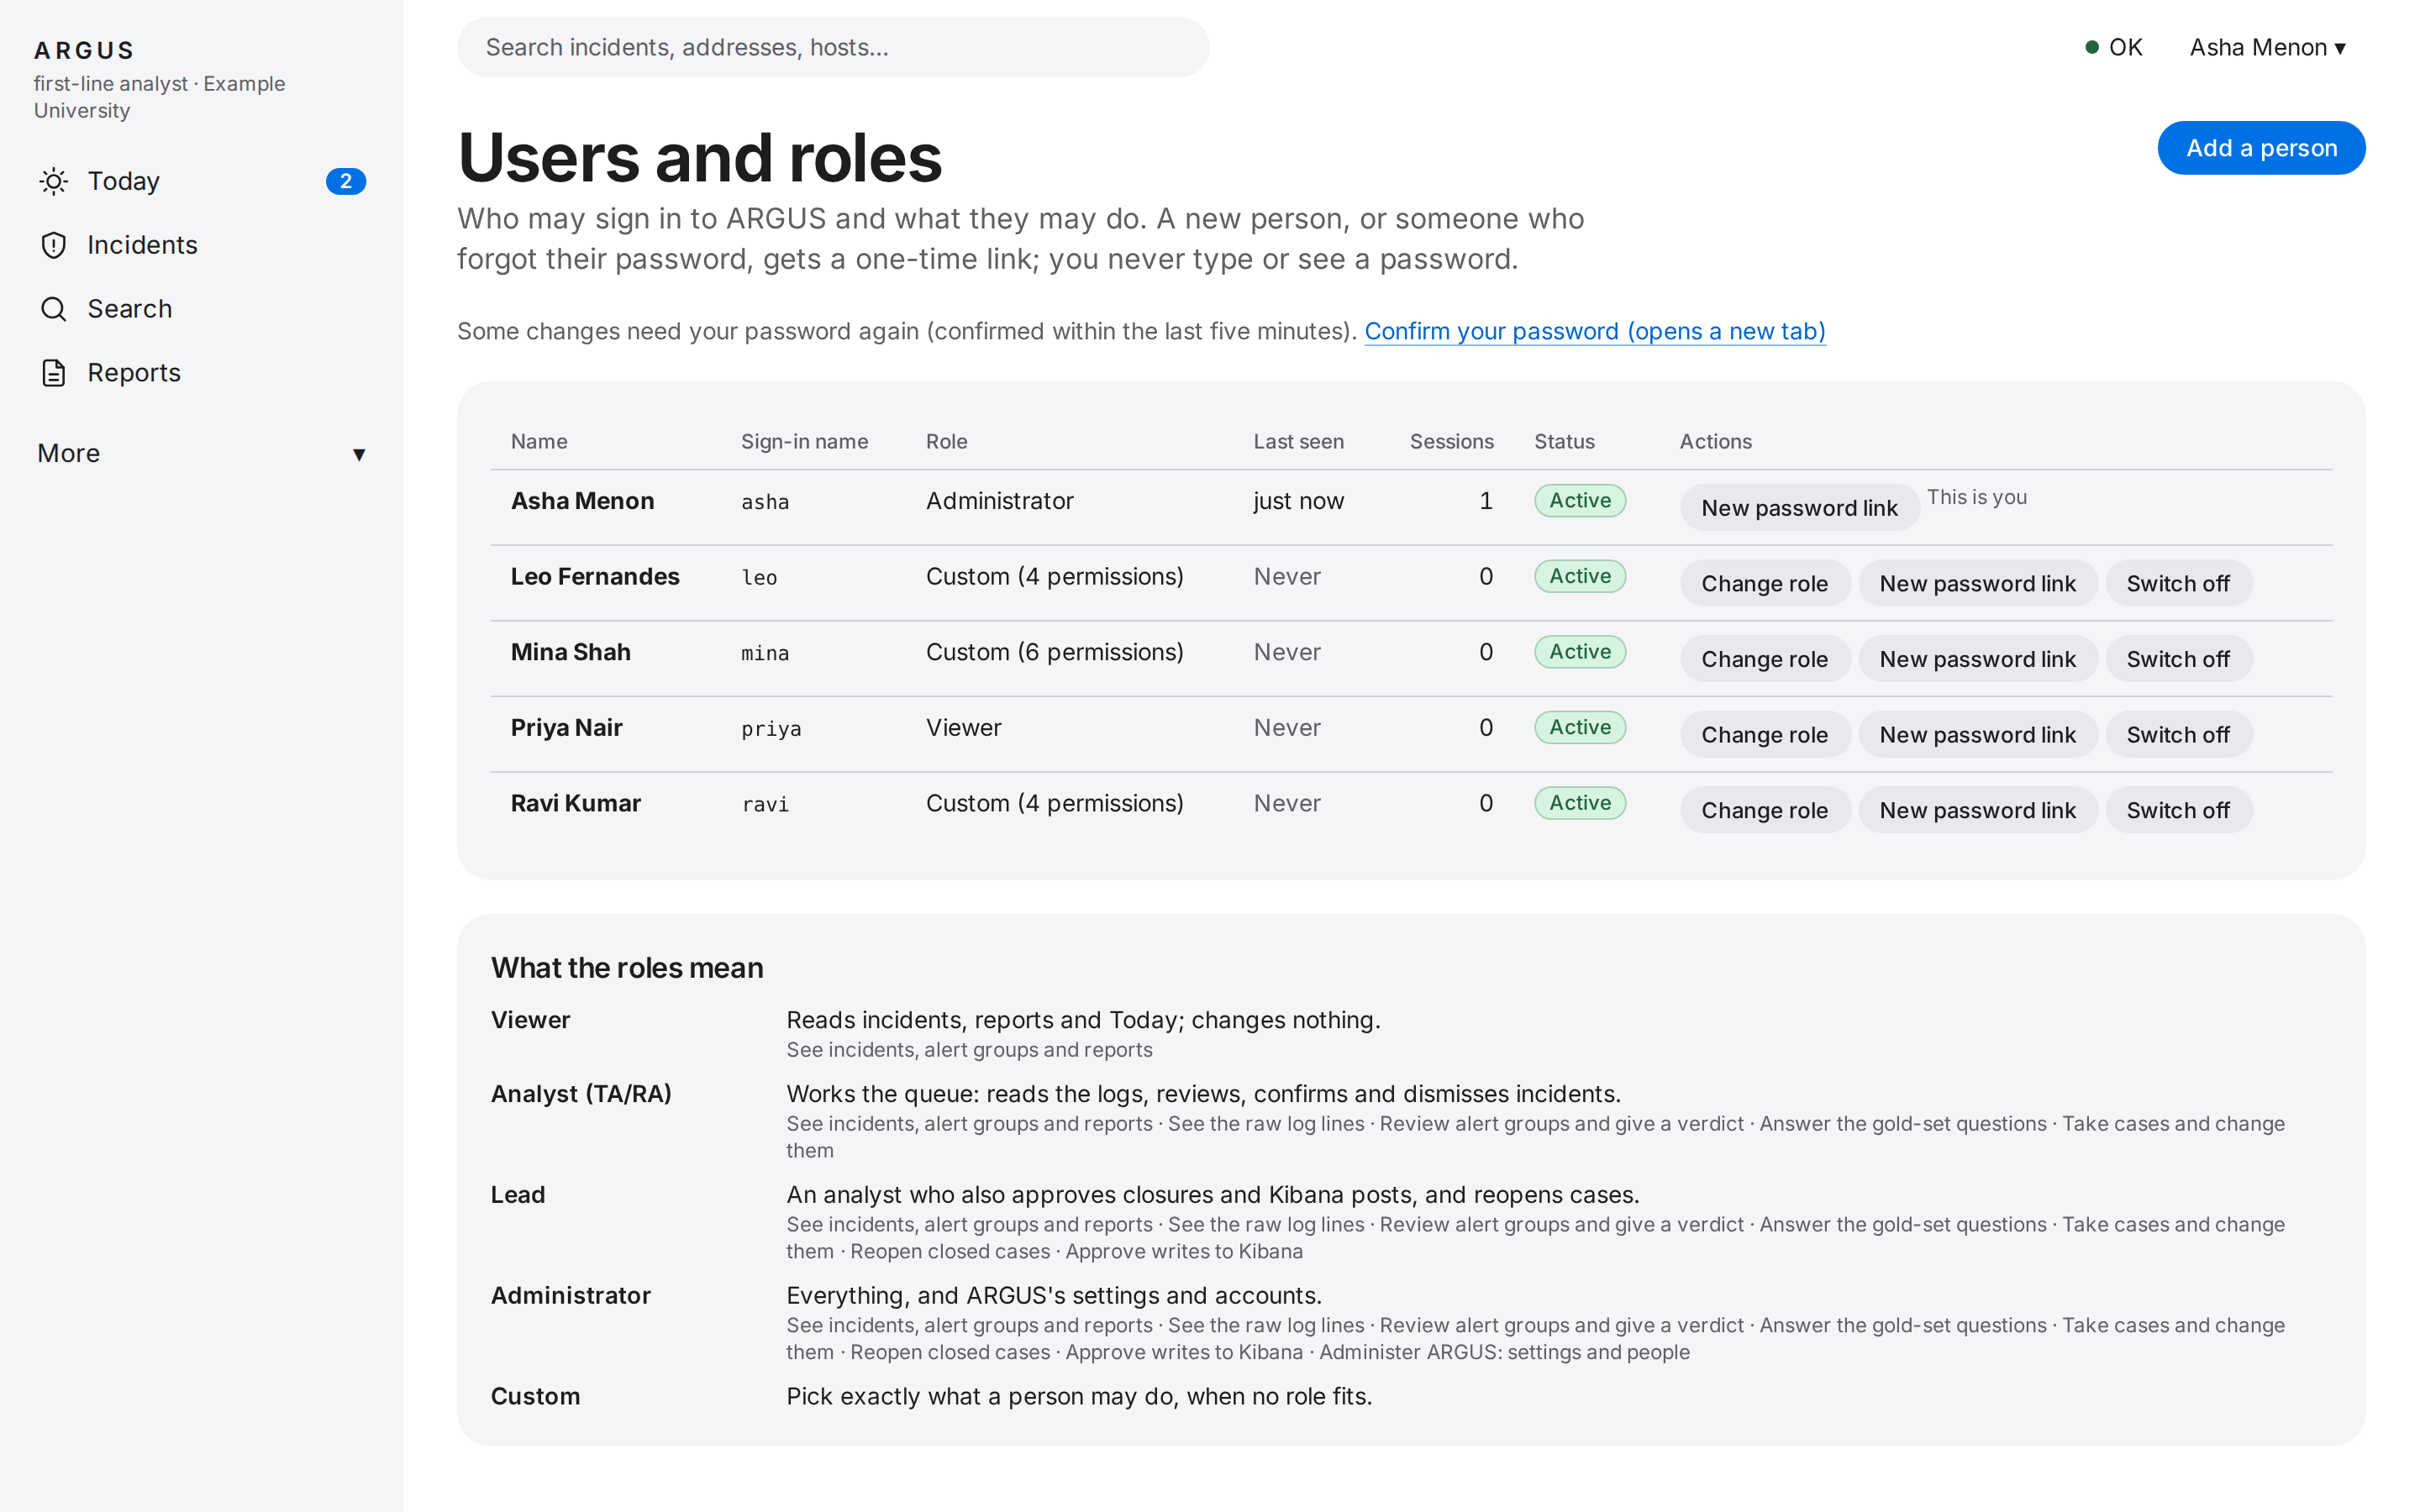 ARGUS
first-line analyst · Example
University
Today 2
Incidents
Search
Reports
More ▾
Search incidents, addresses, hosts...
OK
Asha Menon ▾
Users and roles
Add a person
Who may sign in to ARGUS and what they may do. A new person, or someone who
forgot their password, gets a one-time link; you never type or see a password.
Some changes need your password again (confirmed within the last five minutes). Confirm your password (opens a new tab)
Name Sign-in name Role Last seen Sessions Status Actions
Asha Menon asha Administrator just now 1 Active New password link This is you
Leo Fernandes leo Custom (4 permissions) Never 0 Active Change role New password link Switch off
Mina Shah mina Custom (6 permissions) Never 0 Active Change role New password link Switch off
Priya Nair priya Viewer Never 0 Active Change role New password link Switch off
Ravi Kumar ravi Custom (4 permissions) Never 0 Active Change role New password link Switch off
What the roles mean
Viewer Reads incidents, reports and Today; changes nothing.
See incidents, alert groups and reports
Analyst (TA/RA) Works the queue: reads the logs, reviews, confirms and dismisses incidents.
See incidents, alert groups and reports · See the raw log lines · Review alert groups and give a verdict · Answer the gold-set questions · Take cases and change
them
Lead An analyst who also approves closures and Kibana posts, and reopens cases.
See incidents, alert groups and reports · See the raw log lines · Review alert groups and give a verdict · Answer the gold-set questions · Take cases and change
them · Reopen closed cases · Approve writes to Kibana
Administrator Everything, and ARGUS's settings and accounts.
See incidents, alert groups and reports · See the raw log lines · Review alert groups and give a verdict · Answer the gold-set questions · Take cases and change
them · Reopen closed cases · Approve writes to Kibana · Administer ARGUS: settings and people
Custom Pick exactly what a person may do, when no role fits.